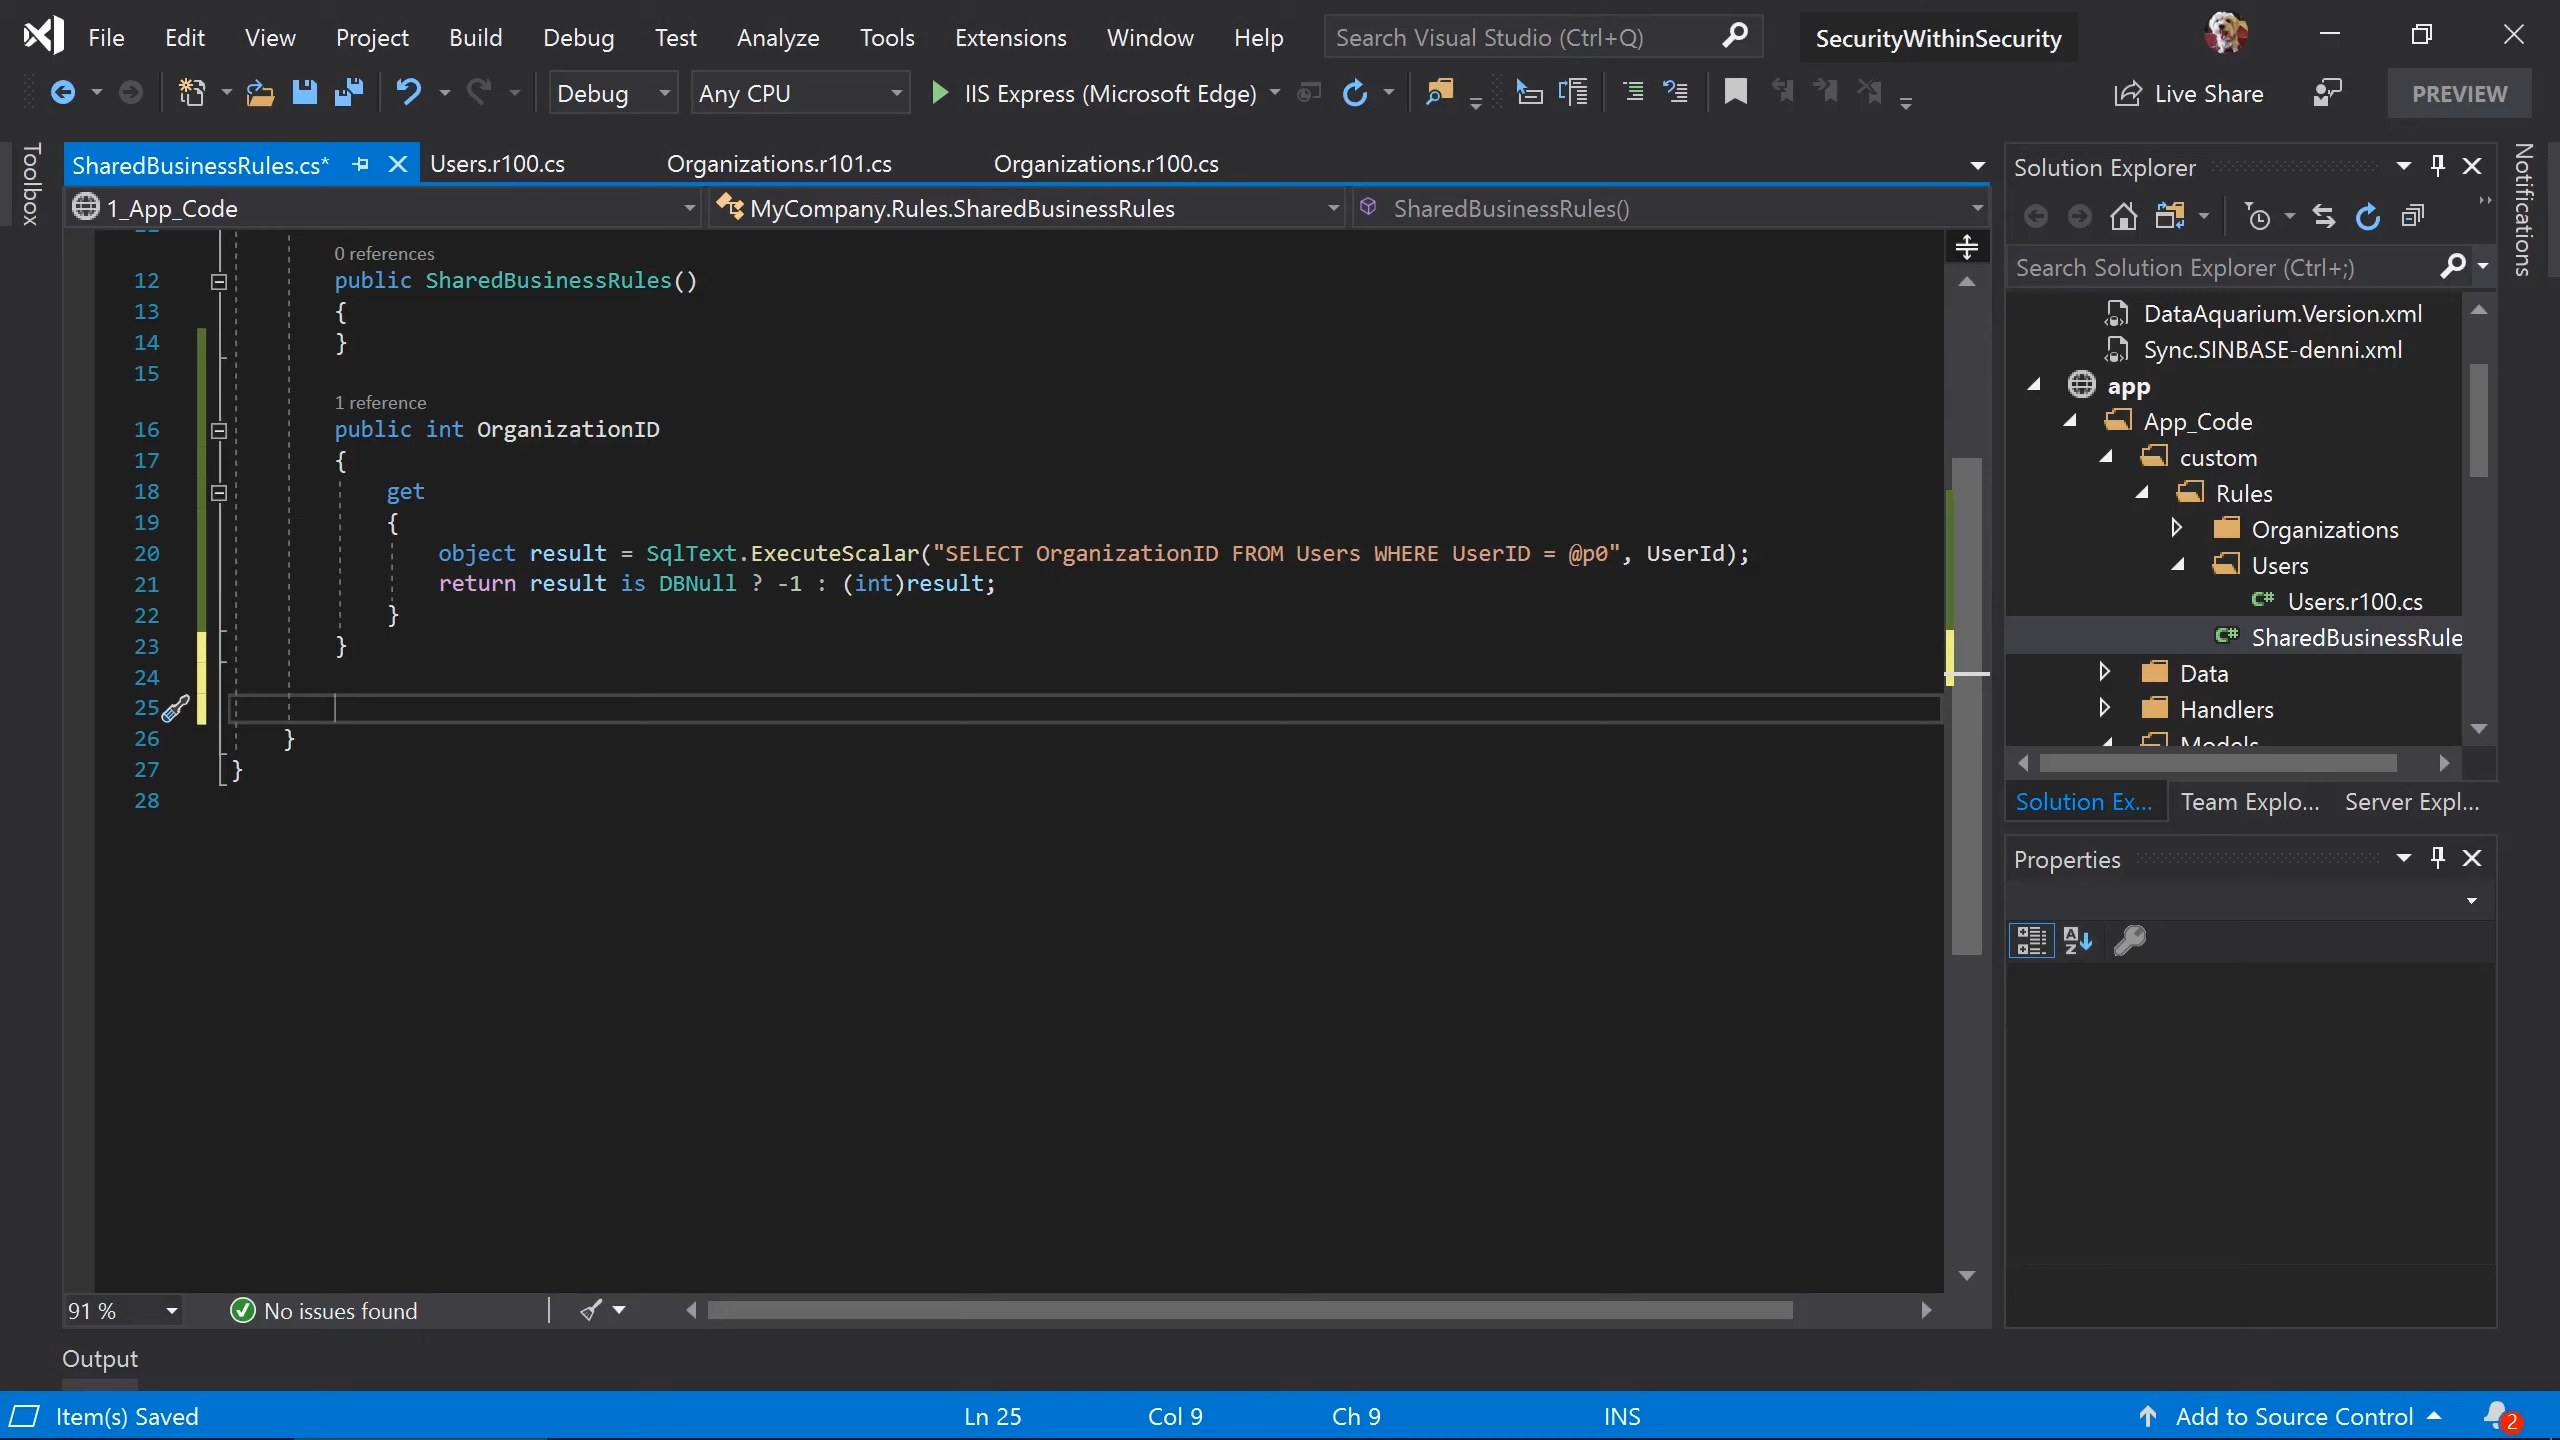 File Edit View Project Build Debug Test Analyze Tools Extensions Window Help Search Visual Studio (Ctrl+Q) SecurityWithinSecurity
Debug Any CPU IIS Express (Microsoft Edge) Live Share PREVIEW
Toolbox
SharedBusinessRules.cs* Users.r100.cs Organizations.r101.cs Organizations.r100.cs
1_App_Code MyCompany.Rules.SharedBusinessRules SharedBusinessRules()
0 references
12 public SharedBusinessRules()
13 {
14 }
15
1 reference
16 public int OrganizationID
17 {
18 get
19 {
20 object result = SqlText.ExecuteScalar("SELECT OrganizationID FROM Users WHERE UserID = @p0", UserId);
21 return result is DBNull ? -1 : (int)result;
22 }
23 }
24
25
26 }
27 }
28
91 % No issues found
Output
Solution Explorer
Search Solution Explorer (Ctrl+;)
DataAquarium.Version.xml
Sync.SINBASE-denni.xml
app
App_Code
custom
Rules
Organizations
Users
C# Users.r100.cs
C# SharedBusinessRule
Data
Handlers
Models
Solution Ex... Team Explo... Server Expl...
Properties
Notifications
Item(s) Saved Ln 25 Col 9 Ch 9 INS Add to Source Control 2